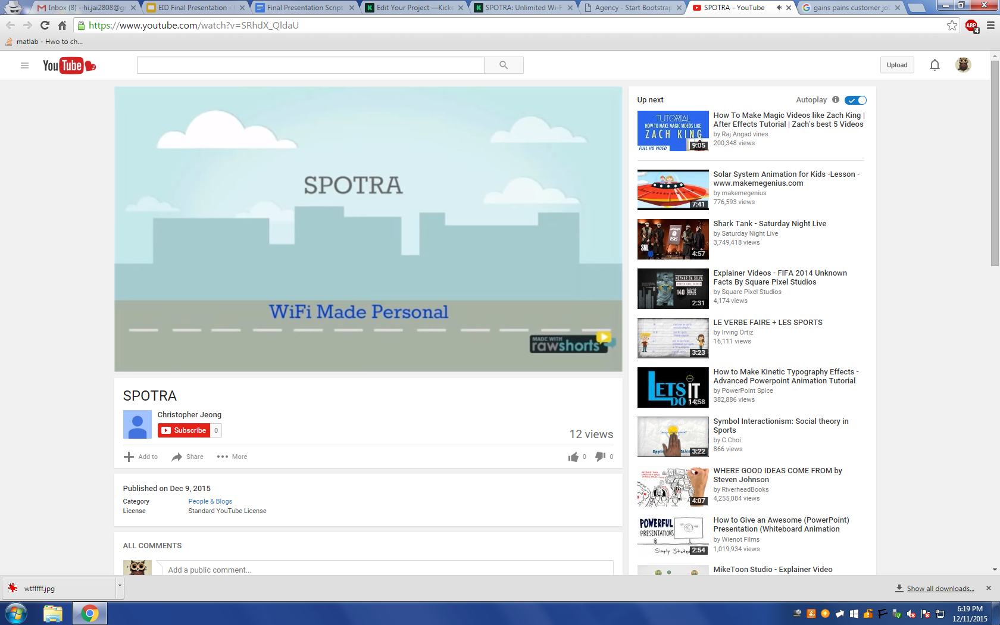 Inbox (8) - hi.jai2808@g
EID Final Presentation -
Final Presentation Script
Edit Your Project —Kicks
SPOTRA: Unlimited Wi-F
Agency - Start Bootstrap
SPOTRA - YouTube
gains pains customer jo
https://www.youtube.com/watch?v=SRhdX_QldaU
ABP
4
matlab - Hwo to ch...
YouTube
Upload
SPOTRA
WiFi Made Personal
MADE WITH
rawshorts
SPOTRA
Christopher Jeong
Subscribe 0
12 views
Add to
Share
More
0
0
Published on Dec 9, 2015
Category People & Blogs
License Standard YouTube License
ALL COMMENTS
Add a public comment...
Up next
Autoplay
TUTORIAL
HOW TO MAKE MAGIC VIDEOS LIKE
ZACH KING
FULL HD VIDEO
9:05
How To Make Magic Videos like Zach King |
After Effects Tutorial | Zach's best 5 Videos
by Raj Angad vines
200,348 views
7:41
Solar System Animation for Kids -Lesson -
www.makemegenius.com
by makemegenius
776,593 views
ISIS
SNL
40
4:57
Shark Tank - Saturday Night Live
by Saturday Night Live
3,749,418 views
NEYMAR DA SILVA
140 GOALS
2:31
Explainer Videos - FIFA 2014 Unknown
Facts By Square Pixel Studios
by Square Pixel Studios
4,174 views
3:23
LE VERBE FAIRE + LES SPORTS
by Irving Ortiz
16,111 views
LETS
DO IT
14:58
How to Make Kinetic Typography Effects -
Advanced Powerpoint Animation Tutorial
by PowerPoint Spice
382,886 views
3:22
Symbol Interactionism: Social theory in
Sports
by C Choi
866 views
4:07
WHERE GOOD IDEAS COME FROM by
Steven Johnson
by RiverheadBooks
4,255,084 views
POWERFUL
PRESENTATIONS
Simply Stated
2:54
How to Give an Awesome (PowerPoint)
Presentation (Whiteboard Animation
by Wienot Films
1,019,934 views
MikeToon Studio - Explainer Video
wtfffff.jpg
Show all downloads...
6:19 PM
12/11/2015